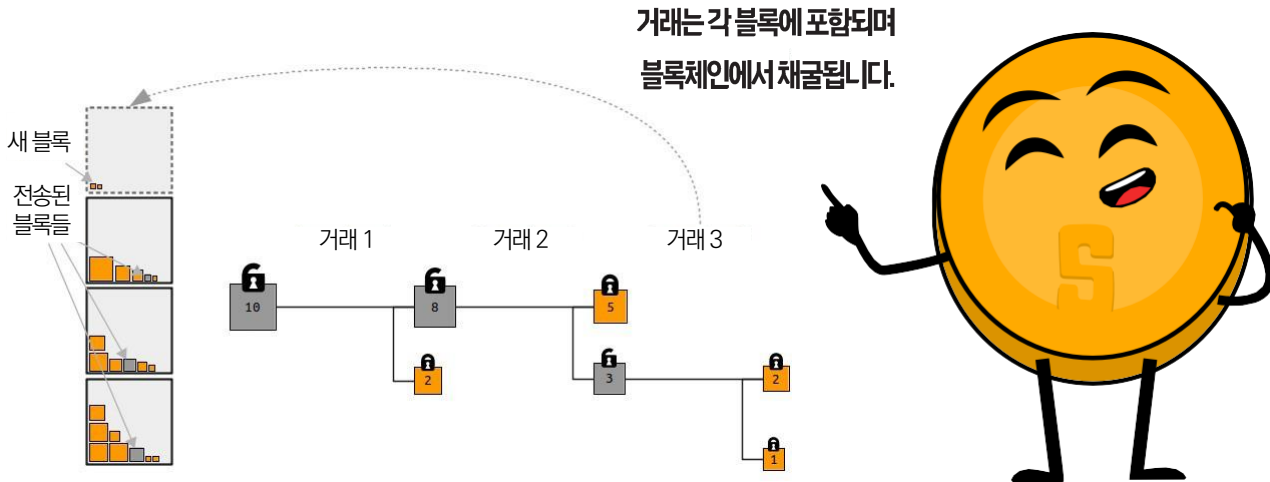 거래는 각 블록에 포함되며
블록체인에서 채굴됩니다.
새 블록
전송된
블록들
거래 1
거래 2
거래 3
10
8
5
2
3
2
1
S